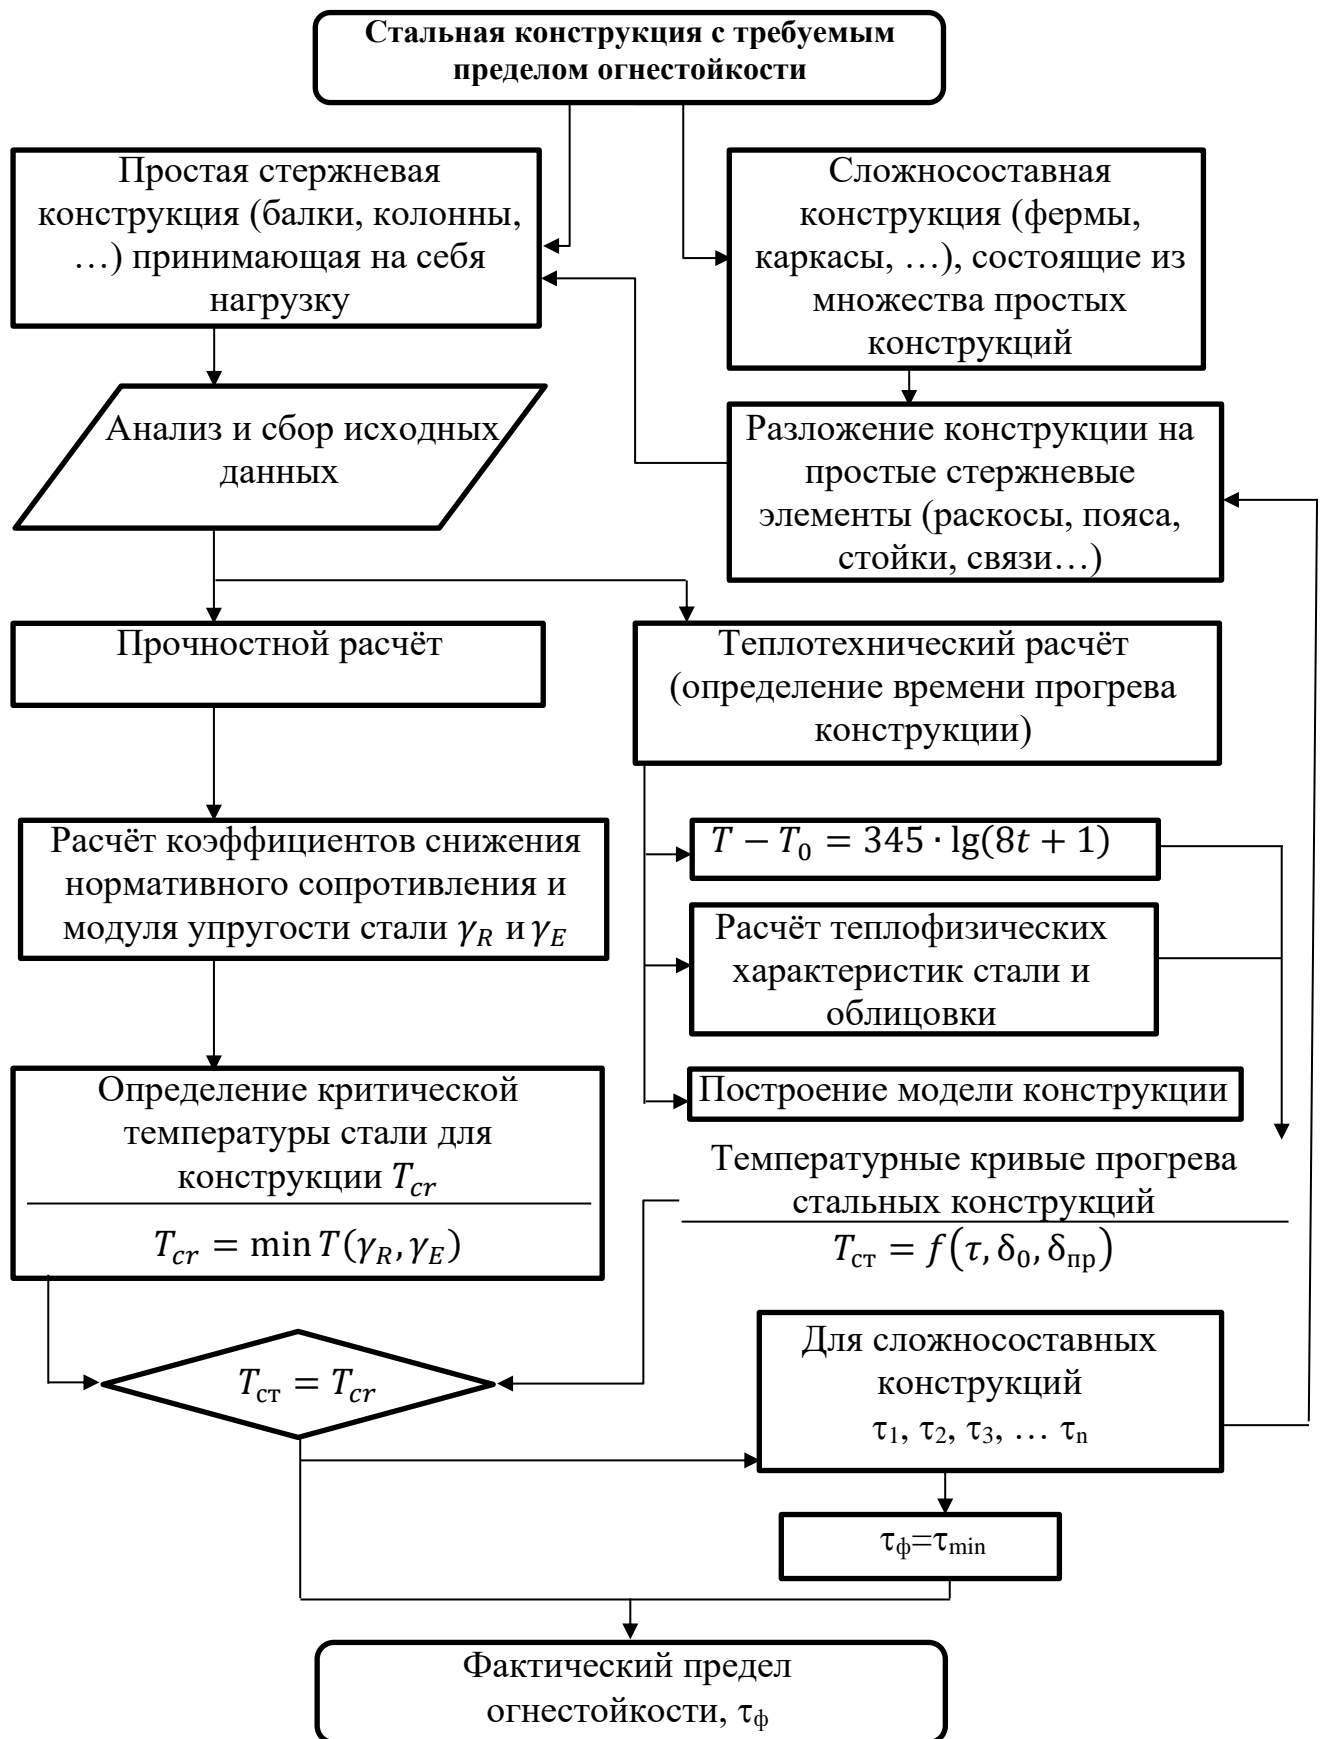 Стальная конструкция с требуемым
пределом огнестойкости
Простая стержневая
конструкция (балки, колонны,
…) принимающая на себя
нагрузку
Сложносоставная
конструкция (фермы,
каркасы, …), состоящие из
множества простых
конструкций
Анализ и сбор исходных
данных
Разложение конструкции на
простые стержневые
элементы (раскосы, пояса,
стойки, связи…)
Прочностной расчёт
Теплотехнический расчёт
(определение времени прогрева
конструкции)
Расчёт коэффициентов снижения
нормативного сопротивления и
модуля упругости стали γ_R и γ_E
T − T₀ = 345 · lg(8t + 1)
Расчёт теплофизических
характеристик стали и
облицовки
Построение модели конструкции
Определение критической
температуры стали для
конструкции T_cr
T_cr = min T(γ_R, γ_E)
Температурные кривые прогрева
стальных конструкций
T_ст = f(τ, δ₀, δ_пр)
T_ст = T_cr
Для сложносоставных
конструкций
τ₁, τ₂, τ₃, … τₙ
τ_ф=τ_min
Фактический предел
огнестойкости, τ_ф